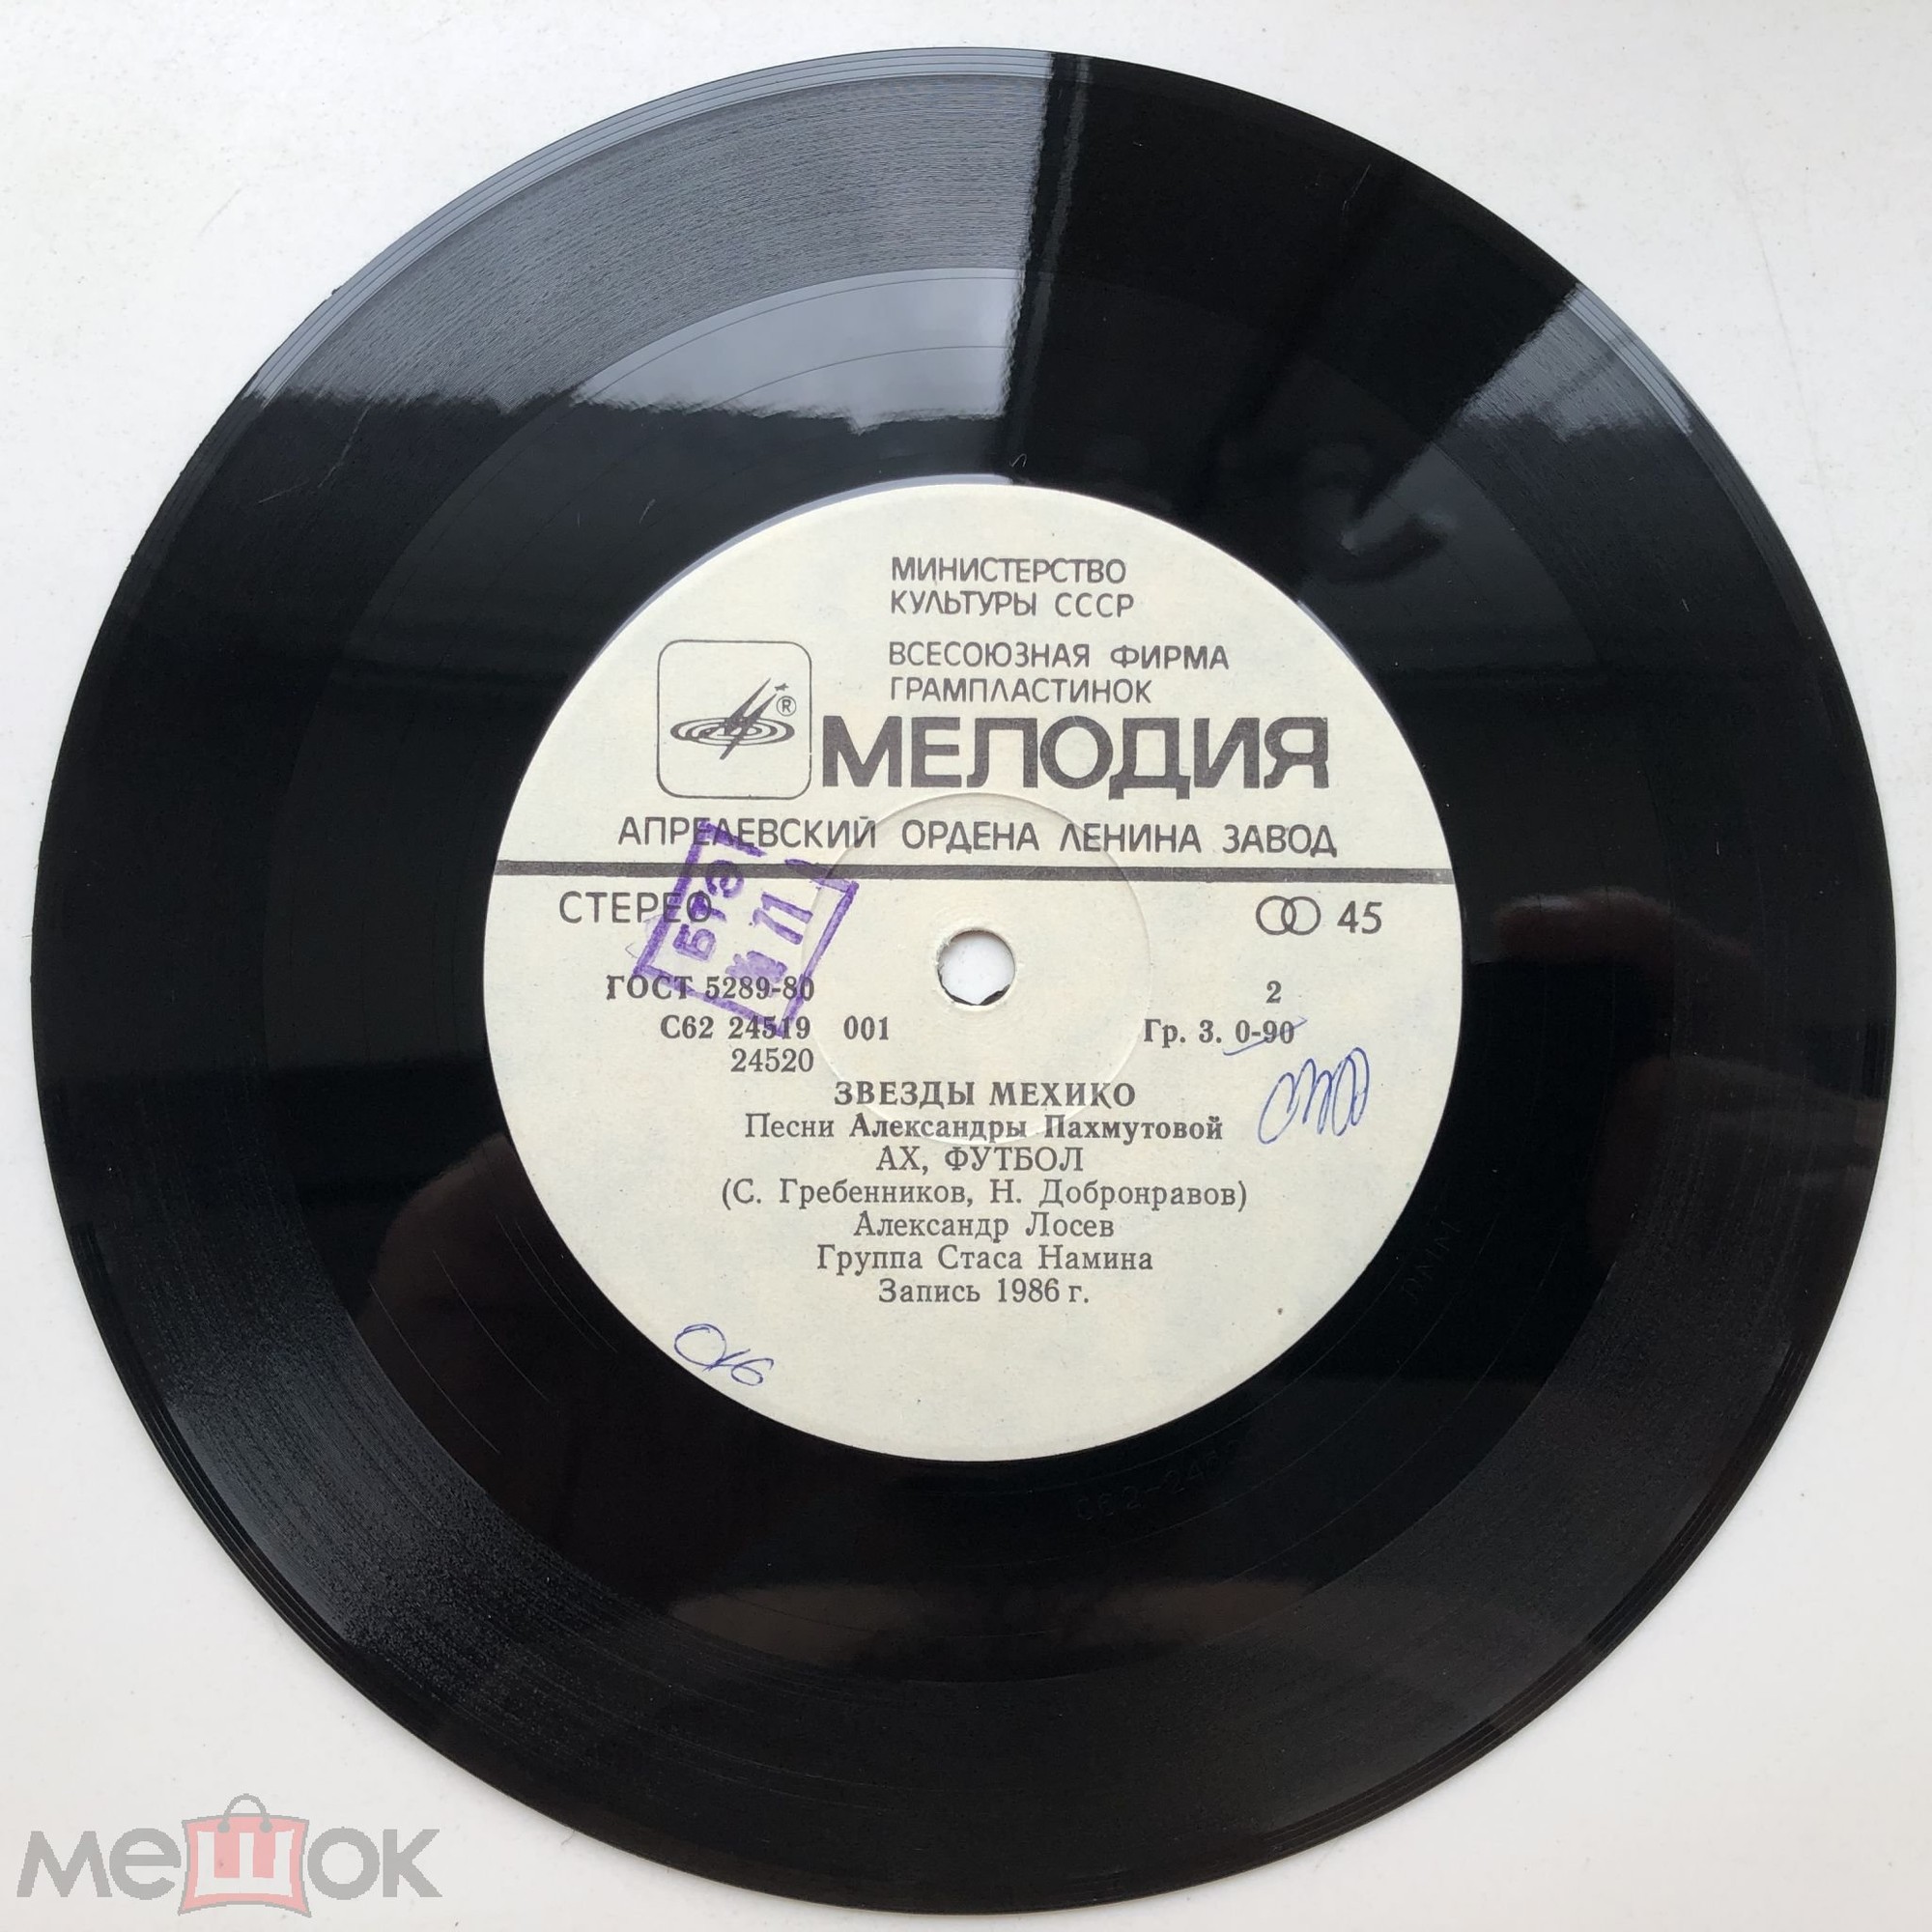 МИНИСТЕРСТВО
КУЛЬТУРЫ СССР
ВСЕСОЮЗНАЯ ФИРМА
ГРАМПЛАСТИНОК
®
МЕЛОДИЯ
АПРЕЛЕВСКИЙ ОРДЕНА ЛЕНИНА ЗАВОД
СТЕРЕО
45
БТЭ
11
ГОСТ 5289-80
2
С62 24519 001
Гр. 3. 0-90
24520
ЗВЕЗДЫ МЕХИКО
Песни Александры Пахмутовой
АХ, ФУТБОЛ
(С. Гребенников, Н. Добронравов)
Александр Лосев
Группа Стаса Намина
Запись 1986 г.
мешок